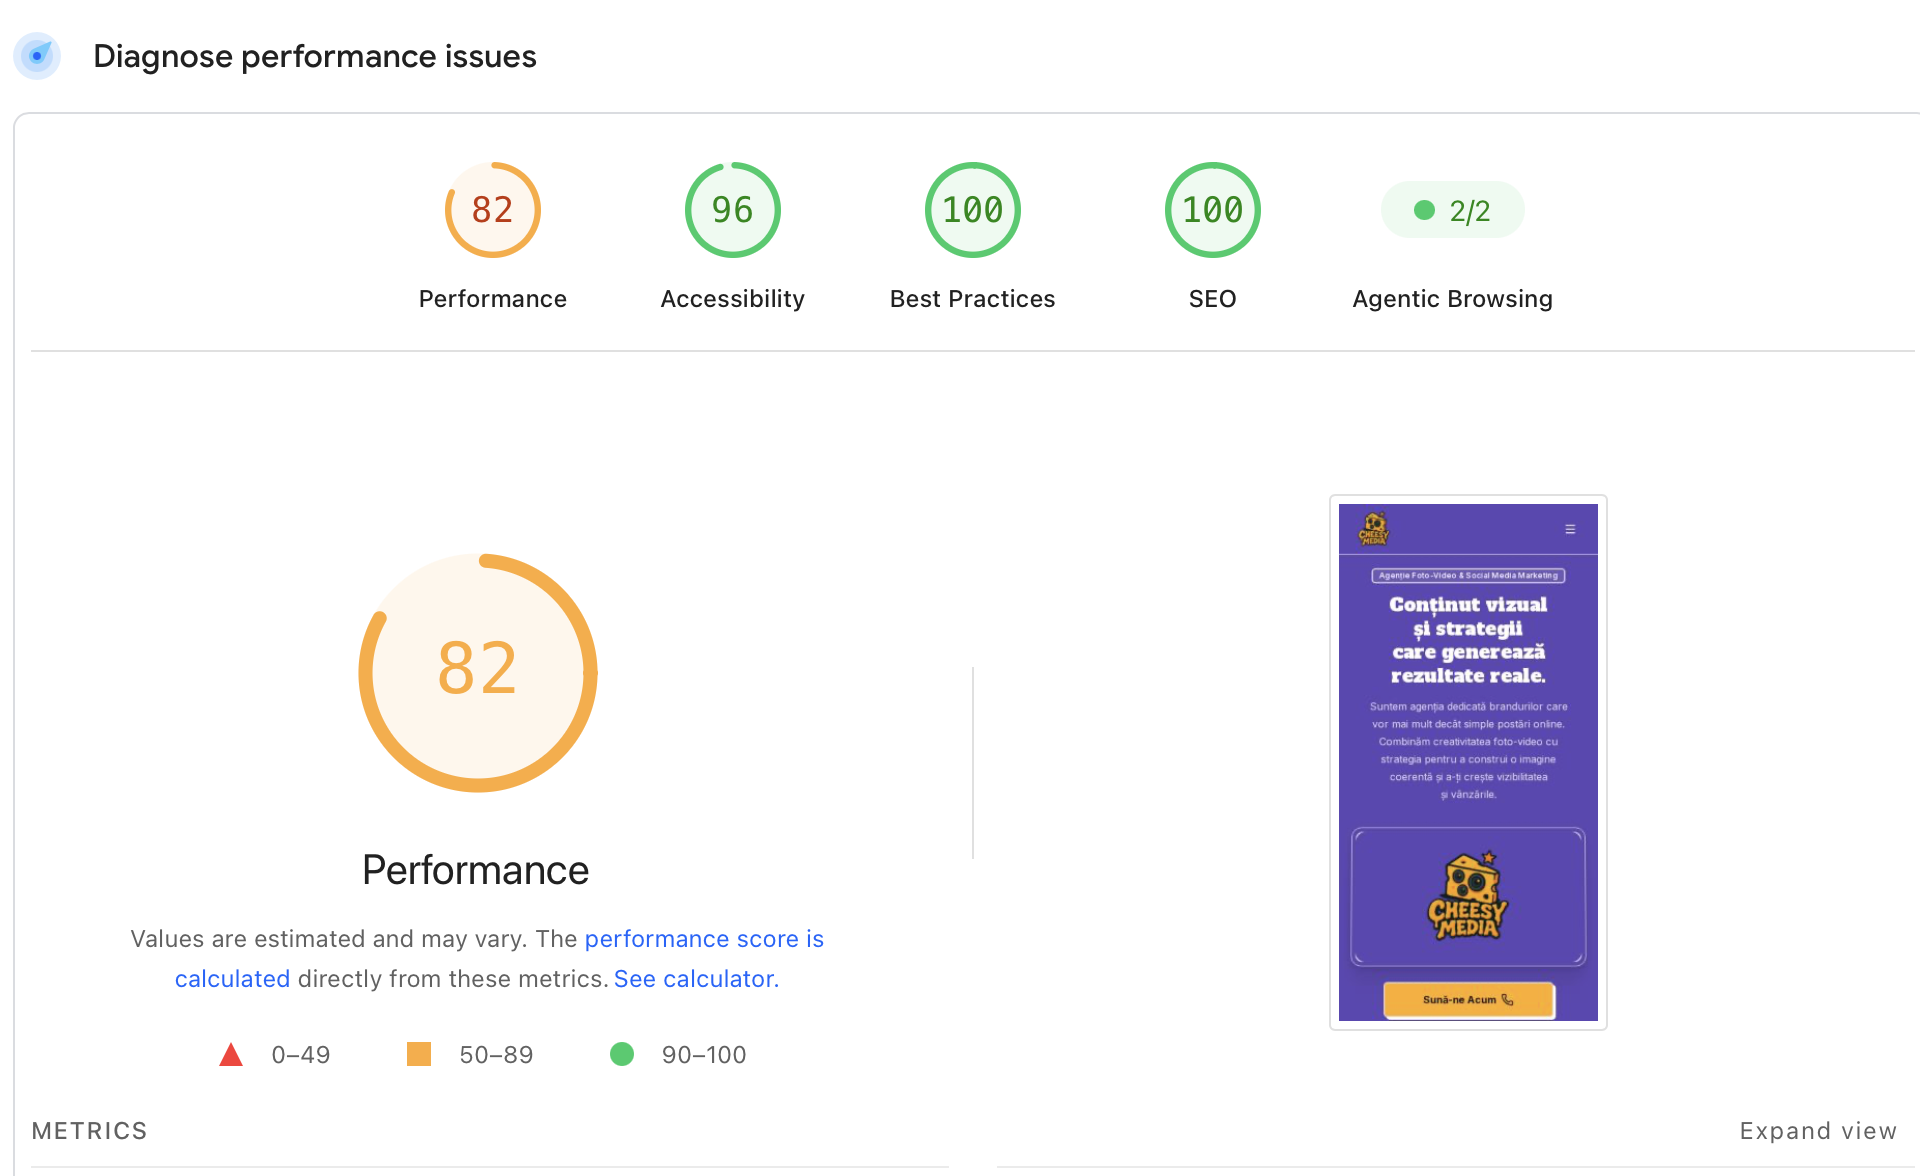 Diagnose performance issues
82
96
100
100
2/2
Performance
Accessibility
Best Practices
SEO
Agentic Browsing
82
Performance
Values are estimated and may vary. The performance score is
calculated directly from these metrics. See calculator.
0–49
50–89
90–100
CHEESY
MEDIA
Agenție Foto-Video & Social Media Marketing
Conținut vizual
și strategii
care generează
rezultate reale.
Suntem agenția dedicată brandurilor care
vor mai mult decât simple postări online.
Combinăm creativitatea foto-video cu
strategia pentru a construi o imagine
coerentă și a-ți crește vizibilitatea
și vânzările.
CHEESY
MEDIA
Sună-ne Acum
METRICS
Expand view